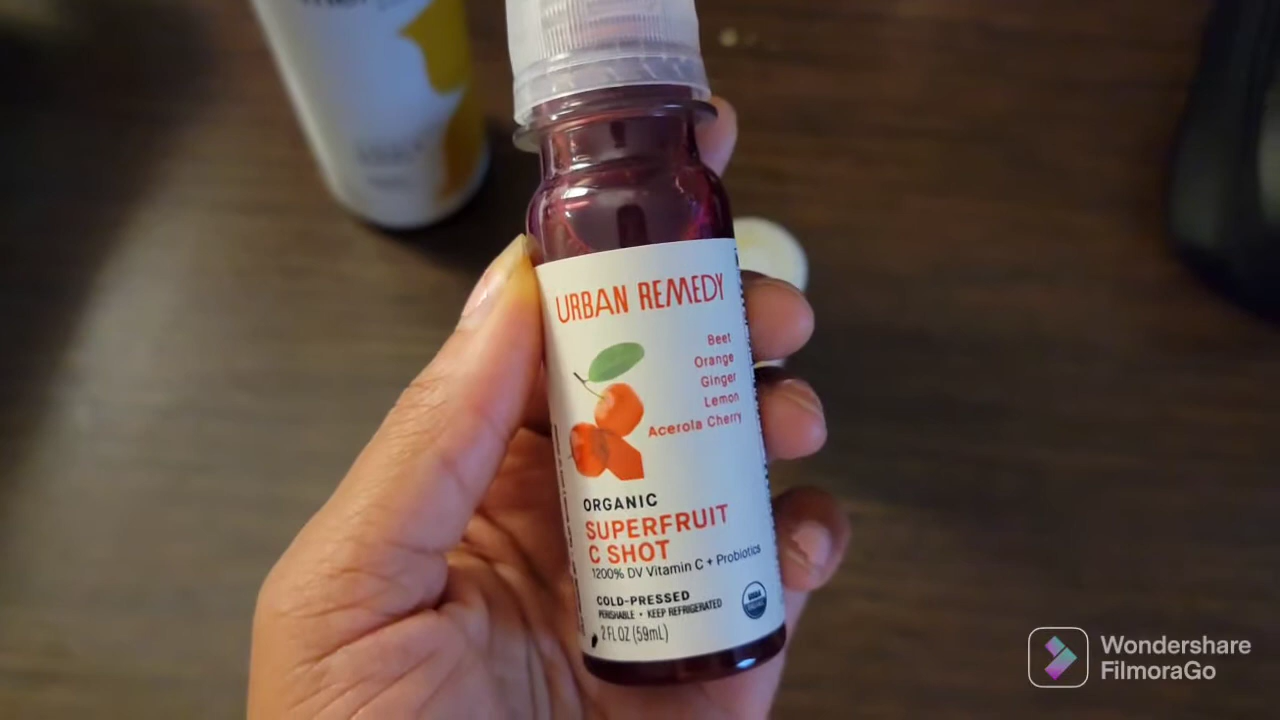 URBAN REMEDY
Beet
Orange
Ginger
Lemon
Acerola Cherry
ORGANIC
SUPERFRUIT
C SHOT
1200% DV Vitamin C + Probiotics
COLD-PRESSED
PERISHABLE • KEEP REFRIGERATED
2 FL OZ (59mL)
USDA
Wondershare
FilmoraGo